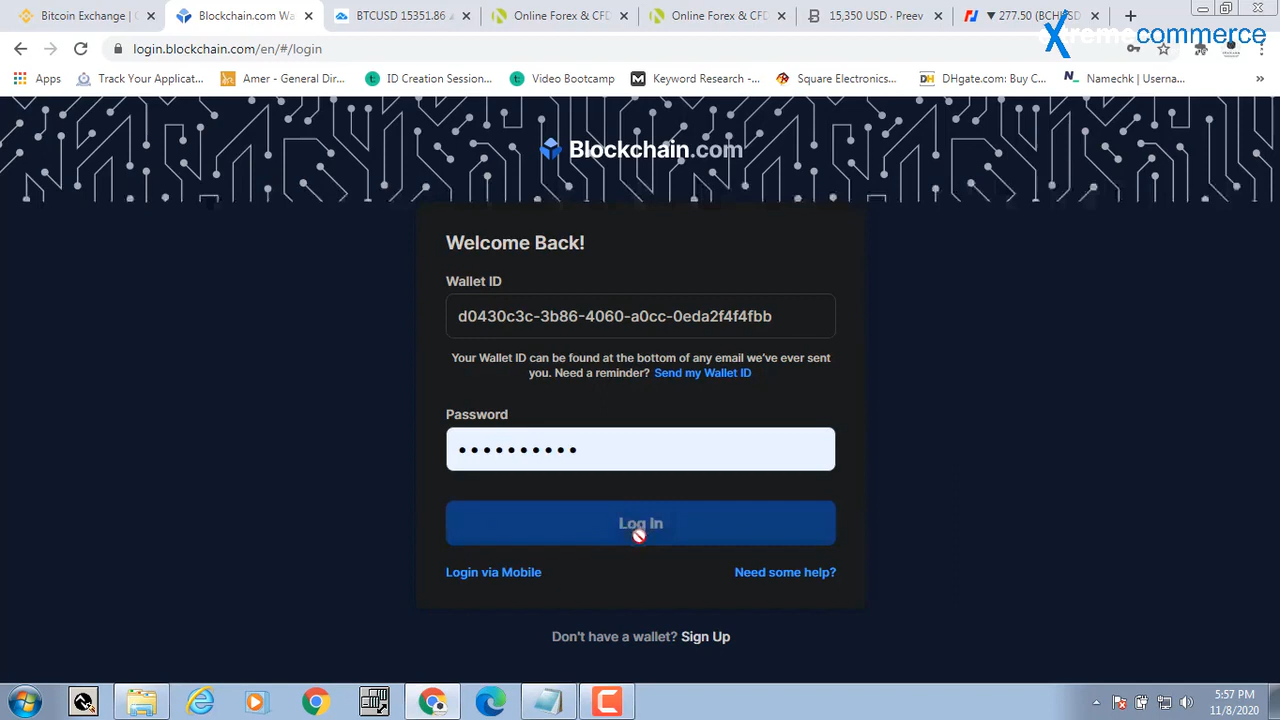 Bitcoin Exchange | C
Blockchain.com Wa
BTCUSD 15351.86
Online Forex & CFD
Online Forex & CFD
15,350 USD - Preev
▼ 277.50 (BCHUSD
xtremecommerce
login.blockchain.com/en/#/login
Apps
Track Your Applicat...
Amer - General Dir...
ID Creation Session...
Video Bootcamp
Keyword Research -...
Square Electronics...
DHgate.com: Buy C...
Namechk | Userna...
Blockchain.com
Welcome Back!
Wallet ID
d0430c3c-3b86-4060-a0cc-0eda2f4f4fbb
Your Wallet ID can be found at the bottom of any email we've ever sent
you. Need a reminder? Send my Wallet ID
Password
Log In
Login via Mobile
Need some help?
Don't have a wallet? Sign Up
5:57 PM
11/8/2020